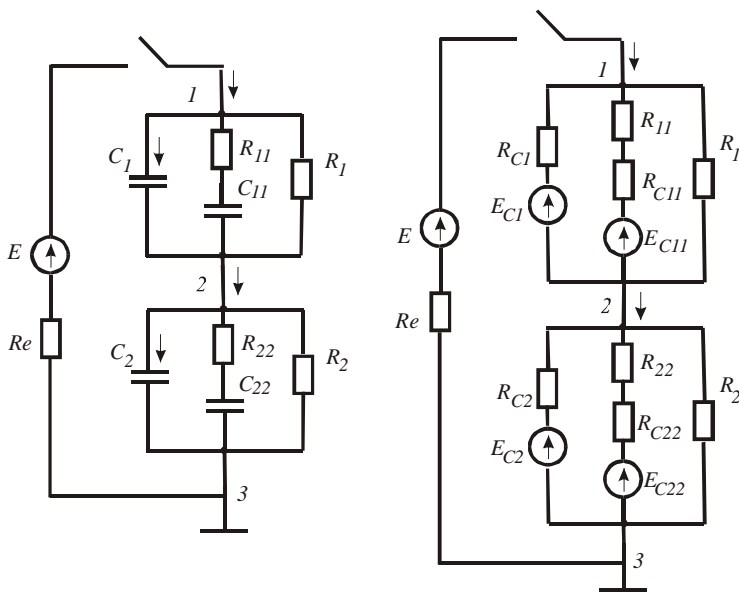 1
C1
R11
R1
C11
E
2
Re
C2
R22
R2
C22
3
1
RC1
R11
R1
RC11
EC1
EC11
E
2
Re
RC2
R22
R2
RC22
EC2
EC22
3